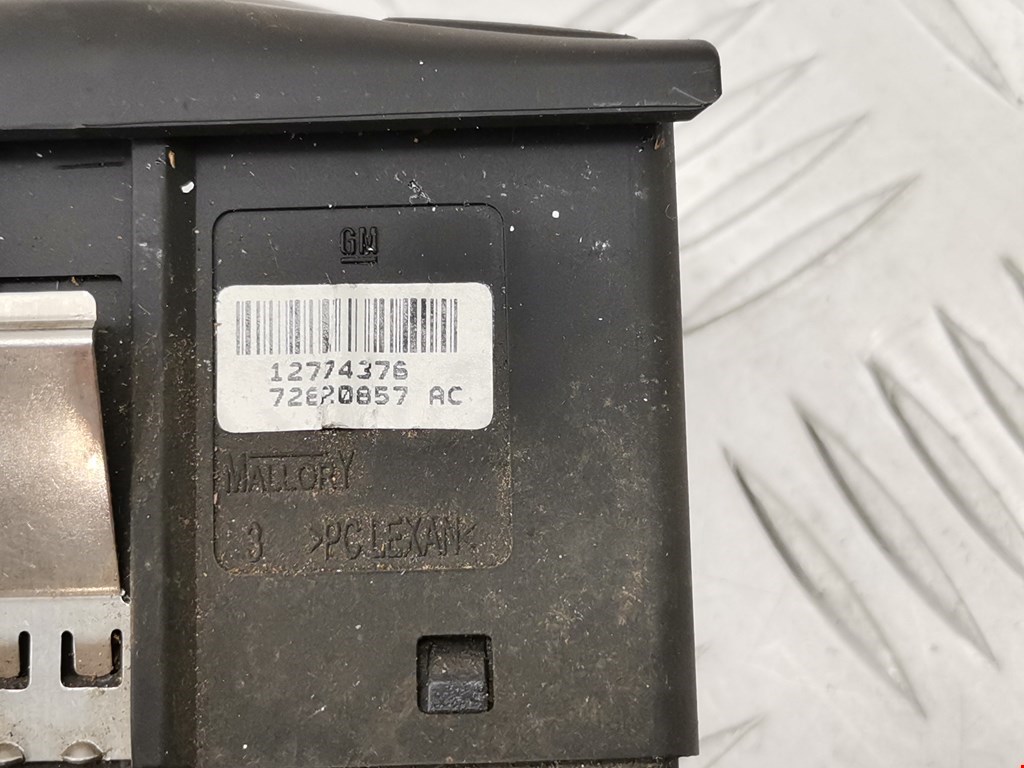 GM
12774376
72620857 AC
MALLORY
3 >PC LEXAN<